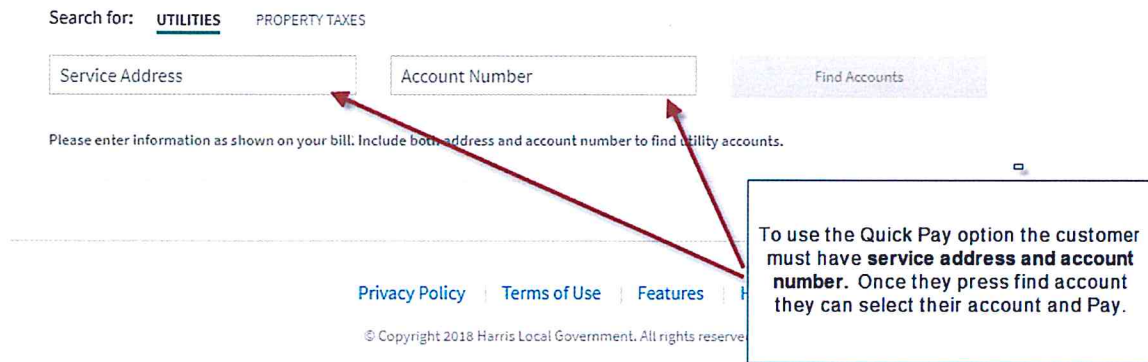 Search for: UTILITIES PROPERTY TAXES
Service Address Account Number Find Accounts
Please enter information as shown on your bill. Include both address and account number to find utility accounts.
To use the Quick Pay option the customer
must have service address and account
number. Once they press find account
they can select their account and Pay.
Privacy Policy | Terms of Use | Features | H
© Copyright 2018 Harris Local Government. All rights reserve